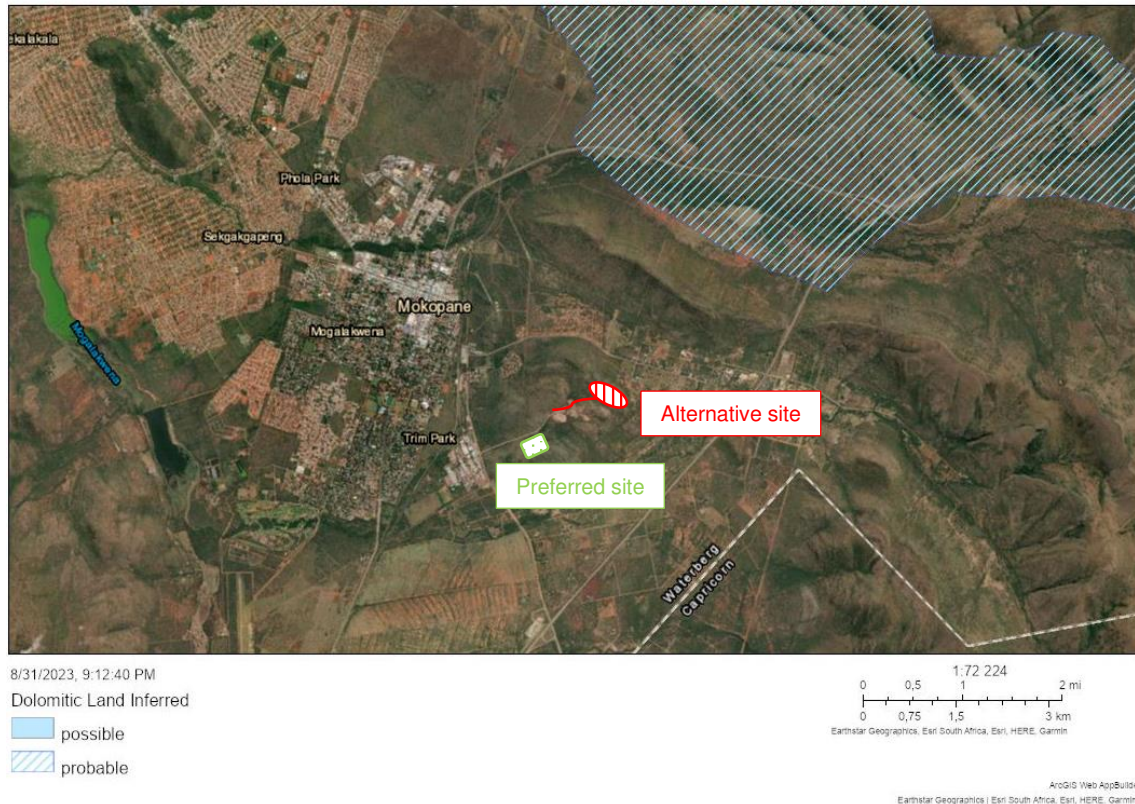 ekalakala
Phola Park
Sekgakgapeng
Mokopane
Mogalakwena
Mogalakwena
Alternative site
Trim Park
Preferred site
Waterberg
Capricorn
8/31/2023, 9:12:40 PM
Dolomitic Land Inferred
possible
probable
1:72 224
0 0,5 1 2 mi
0 0,75 1,5 3 km
Earthstar Geographics, Esri South Africa, Esri, HERE, Garmin
ArcGIS Web AppBuilde
Earthstar Geographics | Esri South Africa, Esri, HERE, Garmin